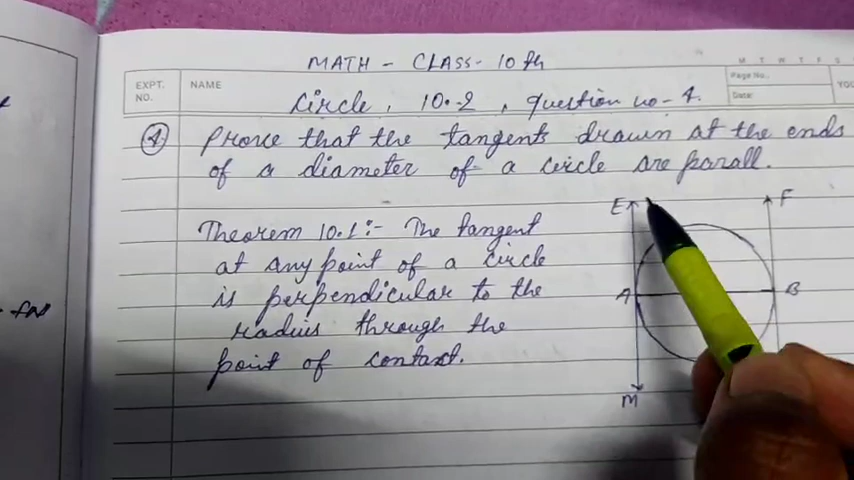 MATH - CLASS - 10th
EXPT. NO.
NAME
M T W T F S
Page No.
Date:
YOU
Circle, 10.2, question no - 4.
④ Prove that the tangents drawn at the ends
of a diameter of a circle are parall.
Theorem 10.1:- The tangent
at any point of a circle
is perpendicular to the
radius through the
point of contact.
E F
A B
M